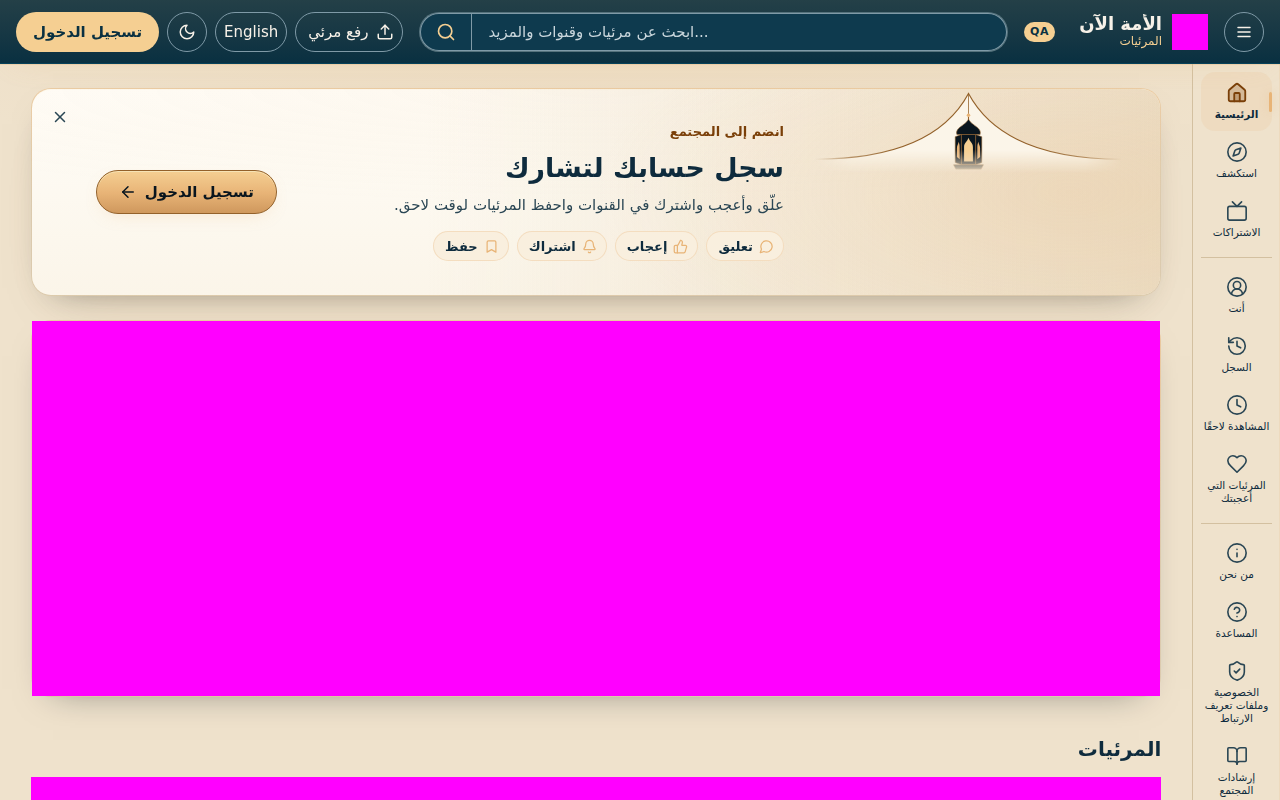 الأمة الآن
المرئيات
QA
ابحث عن مرئيات وقنوات والمزيد...
رفع مرئي
English
تسجيل الدخول
الرئيسية
استكشف
الاشتراكات
أنت
السجل
المشاهدة لاحقًا
المرئيات التي
أعجبتك
من نحن
المساعدة
الخصوصية
وملفات تعريف
الارتباط
إرشادات
المجتمع
انضم إلى المجتمع
سجل حسابك لتشارك
علّق وأعجب واشترك في القنوات واحفظ المرئيات لوقت لاحق.
تعليق
إعجاب
اشتراك
حفظ
تسجيل الدخول
المرئيات